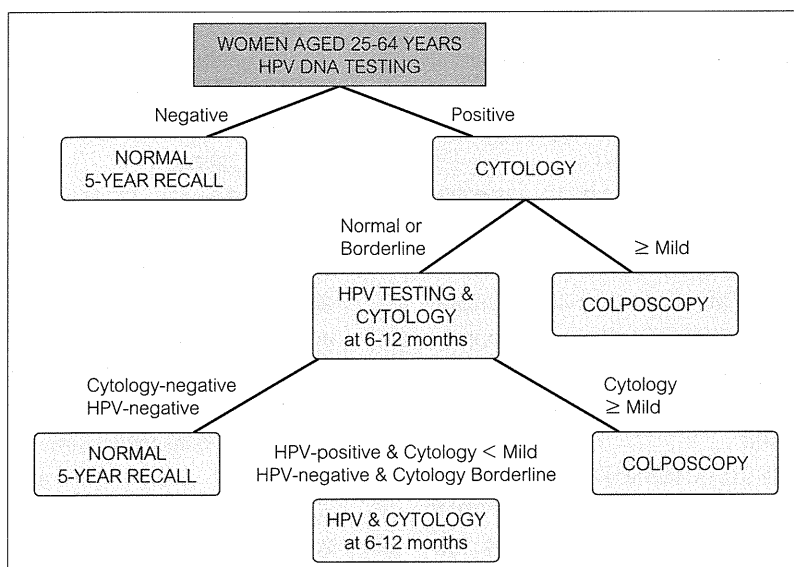 WOMEN AGED 25-64 YEARS
HPV DNA TESTING
Negative
Positive
NORMAL
5-YEAR RECALL
CYTOLOGY
Normal or
Borderline
≥ Mild
HPV TESTING &
CYTOLOGY
at 6-12 months
COLPOSCOPY
Cytology-negative
HPV-negative
Cytology
≥ Mild
NORMAL
5-YEAR RECALL
HPV-positive & Cytology < Mild
HPV-negative & Cytology Borderline
COLPOSCOPY
HPV & CYTOLOGY
at 6-12 months